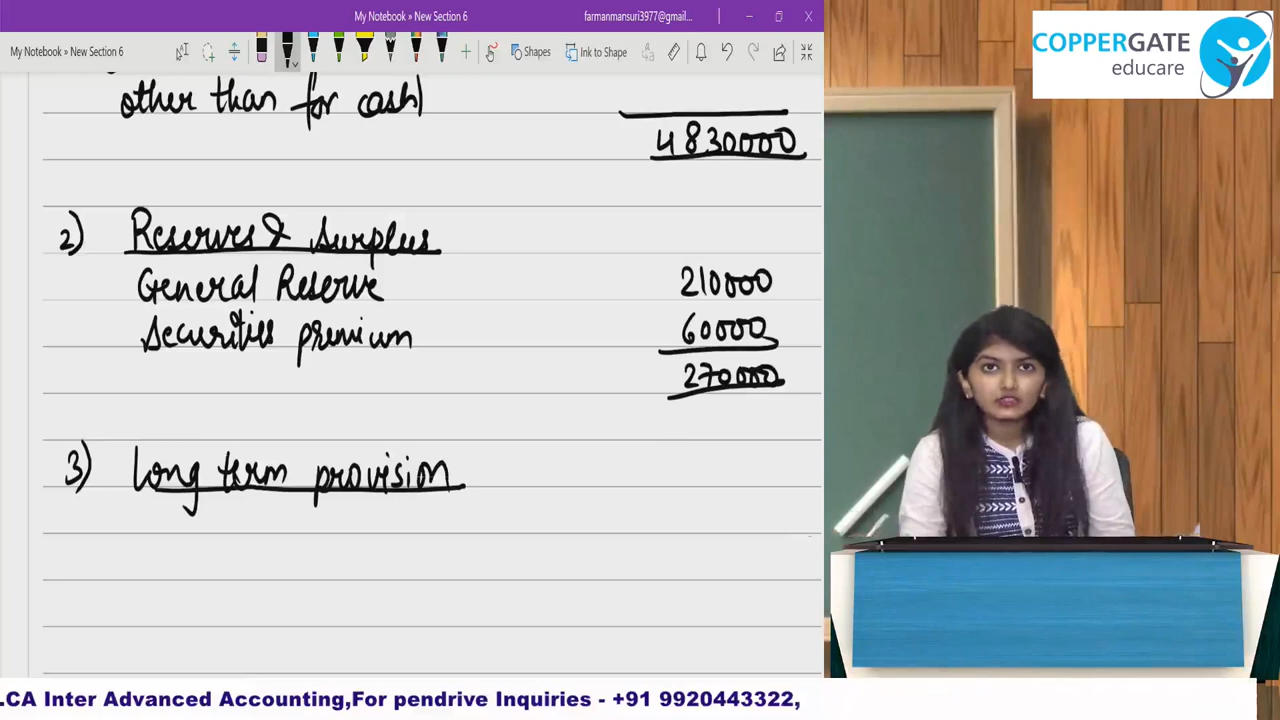 My Notebook » New Section 6
farmanmansuri3977@gmail...
My Notebook » New Section 6
Shapes
Ink to Shape
COPPERGATE
educare
other than for cash)
4830000
2) Reserves & Surplus
General Reserve 210000
Securities premium 60000
270000
3) Long term provision
.CA Inter Advanced Accounting,For pendrive Inquiries - +91 9920443322,